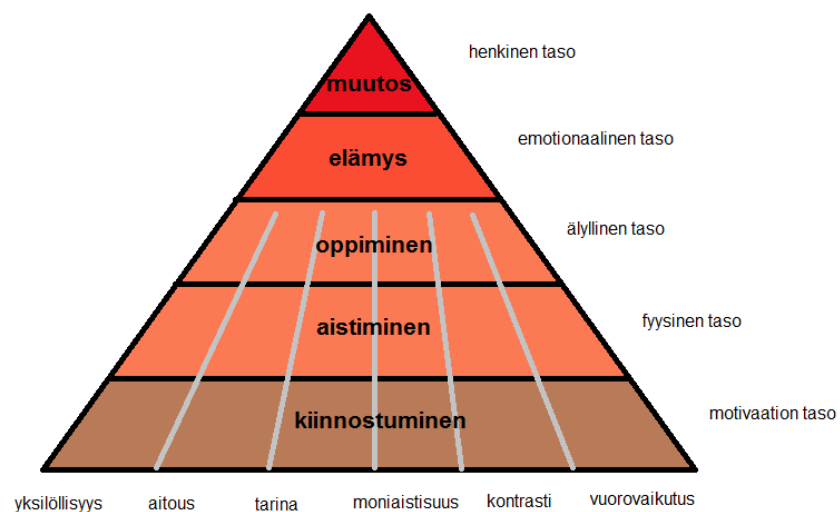 henkinen taso
muutos
emotionaalinen taso
elämys
älyllinen taso
oppiminen
fyysinen taso
aistiminen
motivaation taso
kiinnostuminen
yksilöllisyys aitous tarina moniaistisuus kontrasti vuorovaikutus